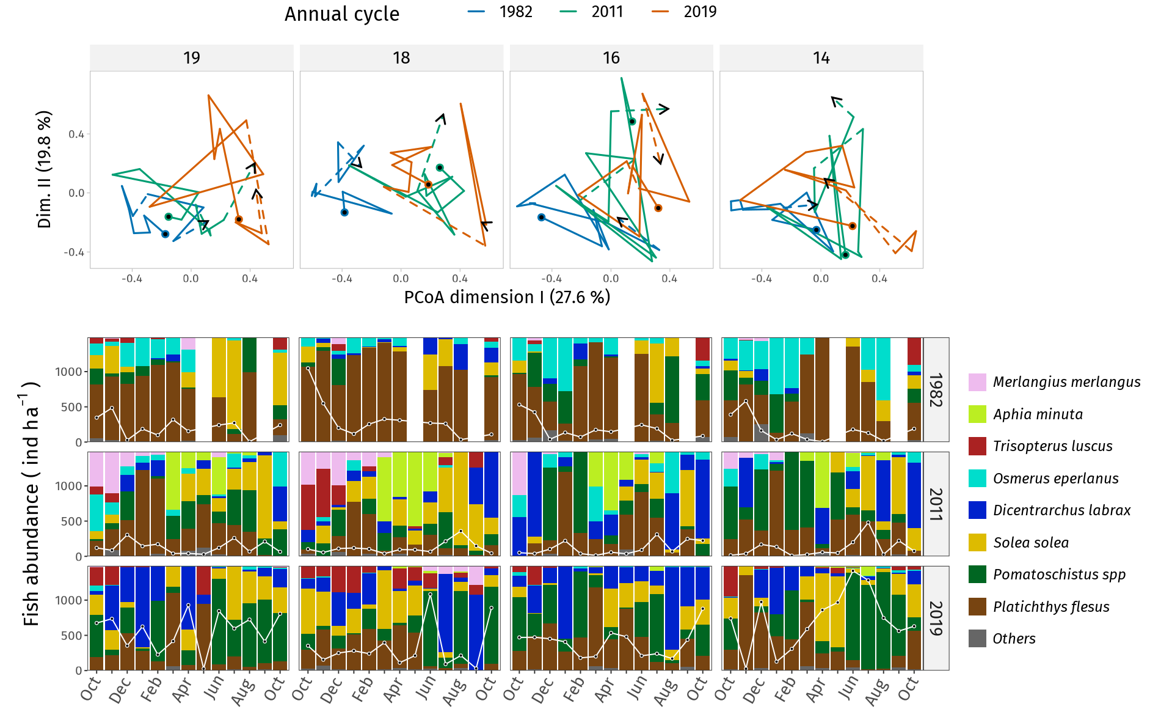 Annual cycle 1982 2011 2019
19 18 16 14
Dim. II (19.8 %)
0.4
0.0
-0.4
-0.4 0.0 0.4 -0.4 0.0 0.4 -0.4 0.0 0.4 -0.4 0.0 0.4
PCoA dimension I (27.6 %)
Fish abundance ( ind ha⁻¹ )
1000
500
0
1982
1000
500
0
2011
1000
500
0
2019
Oct Dec Feb Apr Jun Aug Oct Oct Dec Feb Apr Jun Aug Oct Oct Dec Feb Apr Jun Aug Oct Oct Dec Feb Apr Jun Aug Oct
Merlangius merlangus
Aphia minuta
Trisopterus luscus
Osmerus eperlanus
Dicentrarchus labrax
Solea solea
Pomatoschistus spp
Platichthys flesus
Others